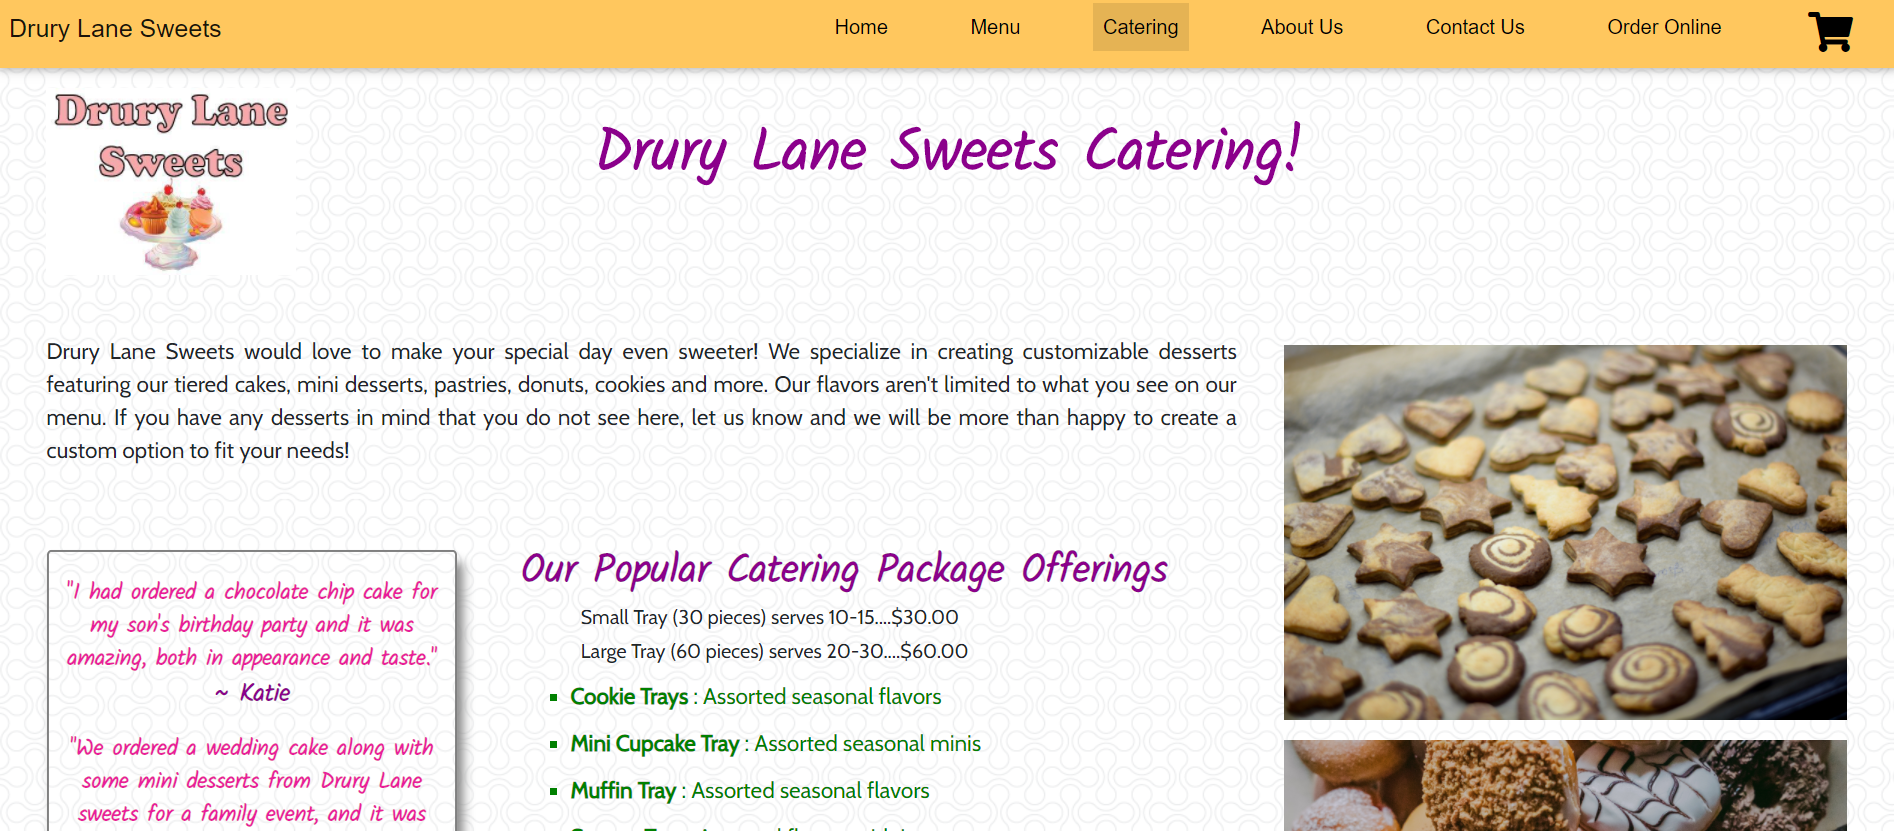 Drury Lane Sweets
Home
Menu
Catering
About Us
Contact Us
Order Online
Drury Lane
Sweets
Drury Lane Sweets Catering!
Drury Lane Sweets would love to make your special day even sweeter! We specialize in creating customizable desserts
featuring our tiered cakes, mini desserts, pastries, donuts, cookies and more. Our flavors aren't limited to what you see on our
menu. If you have any desserts in mind that you do not see here, let us know and we will be more than happy to create a
custom option to fit your needs!
"I had ordered a chocolate chip cake for
my son's birthday party and it was
amazing, both in appearance and taste."
~ Katie
"We ordered a wedding cake along with
some mini desserts from Drury Lane
sweets for a family event, and it was
Our Popular Catering Package Offerings
Small Tray (30 pieces) serves 10-15....$30.00
Large Tray (60 pieces) serves 20-30....$60.00
Cookie Trays : Assorted seasonal flavors
Mini Cupcake Tray : Assorted seasonal minis
Muffin Tray : Assorted seasonal flavors